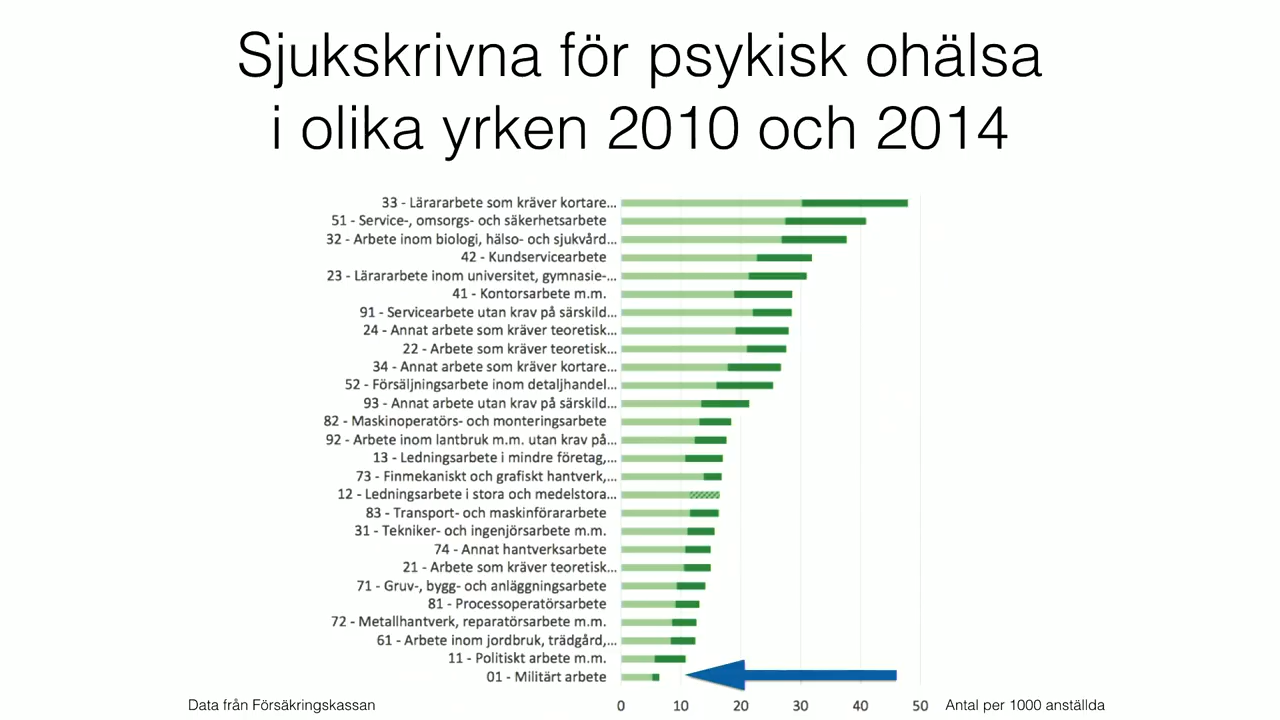 Sjukskrivna för psykisk ohälsa
i olika yrken 2010 och 2014
33 - Lärararbete som kräver kortare...
51 - Service-, omsorgs- och säkerhetsarbete
32 - Arbete inom biologi, hälso- och sjukvård...
42 - Kundservicearbete
23 - Lärararbete inom universitet, gymnasie-...
41 - Kontorsarbete m.m.
91 - Servicearbete utan krav på särskild...
24 - Annat arbete som kräver teoretisk...
22 - Arbete som kräver teoretisk...
34 - Annat arbete som kräver kortare...
52 - Försäljningsarbete inom detaljhandel...
93 - Annat arbete utan krav på särskild...
82 - Maskinoperatörs- och monteringsarbete
92 - Arbete inom lantbruk m.m. utan krav på...
13 - Ledningsarbete i mindre företag,...
73 - Finmekaniskt och grafiskt hantverk,...
12 - Ledningsarbete i stora och medelstora...
83 - Transport- och maskinförararbete
31 - Tekniker- och ingenjörsarbete m.m.
74 - Annat hantverksarbete
21 - Arbete som kräver teoretisk...
71 - Gruv-, bygg- och anläggningsarbete
81 - Processoperatörsarbete
72 - Metallhantverk, reparatörsarbete m.m.
61 - Arbete inom jordbruk, trädgård,...
11 - Politiskt arbete m.m.
01 - Militärt arbete
Data från Försäkringskassan
0 10 20 30 40 50
Antal per 1000 anställda